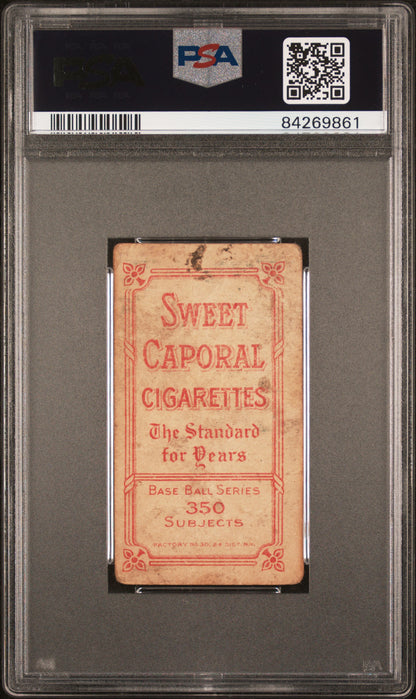 PSA
84269861
SWEET
CAPORAL
CIGARETTES
The Standard
for Years
BASE BALL SERIES
350
SUBJECTS
FACTORY No 30, 2d DIST. N.Y.